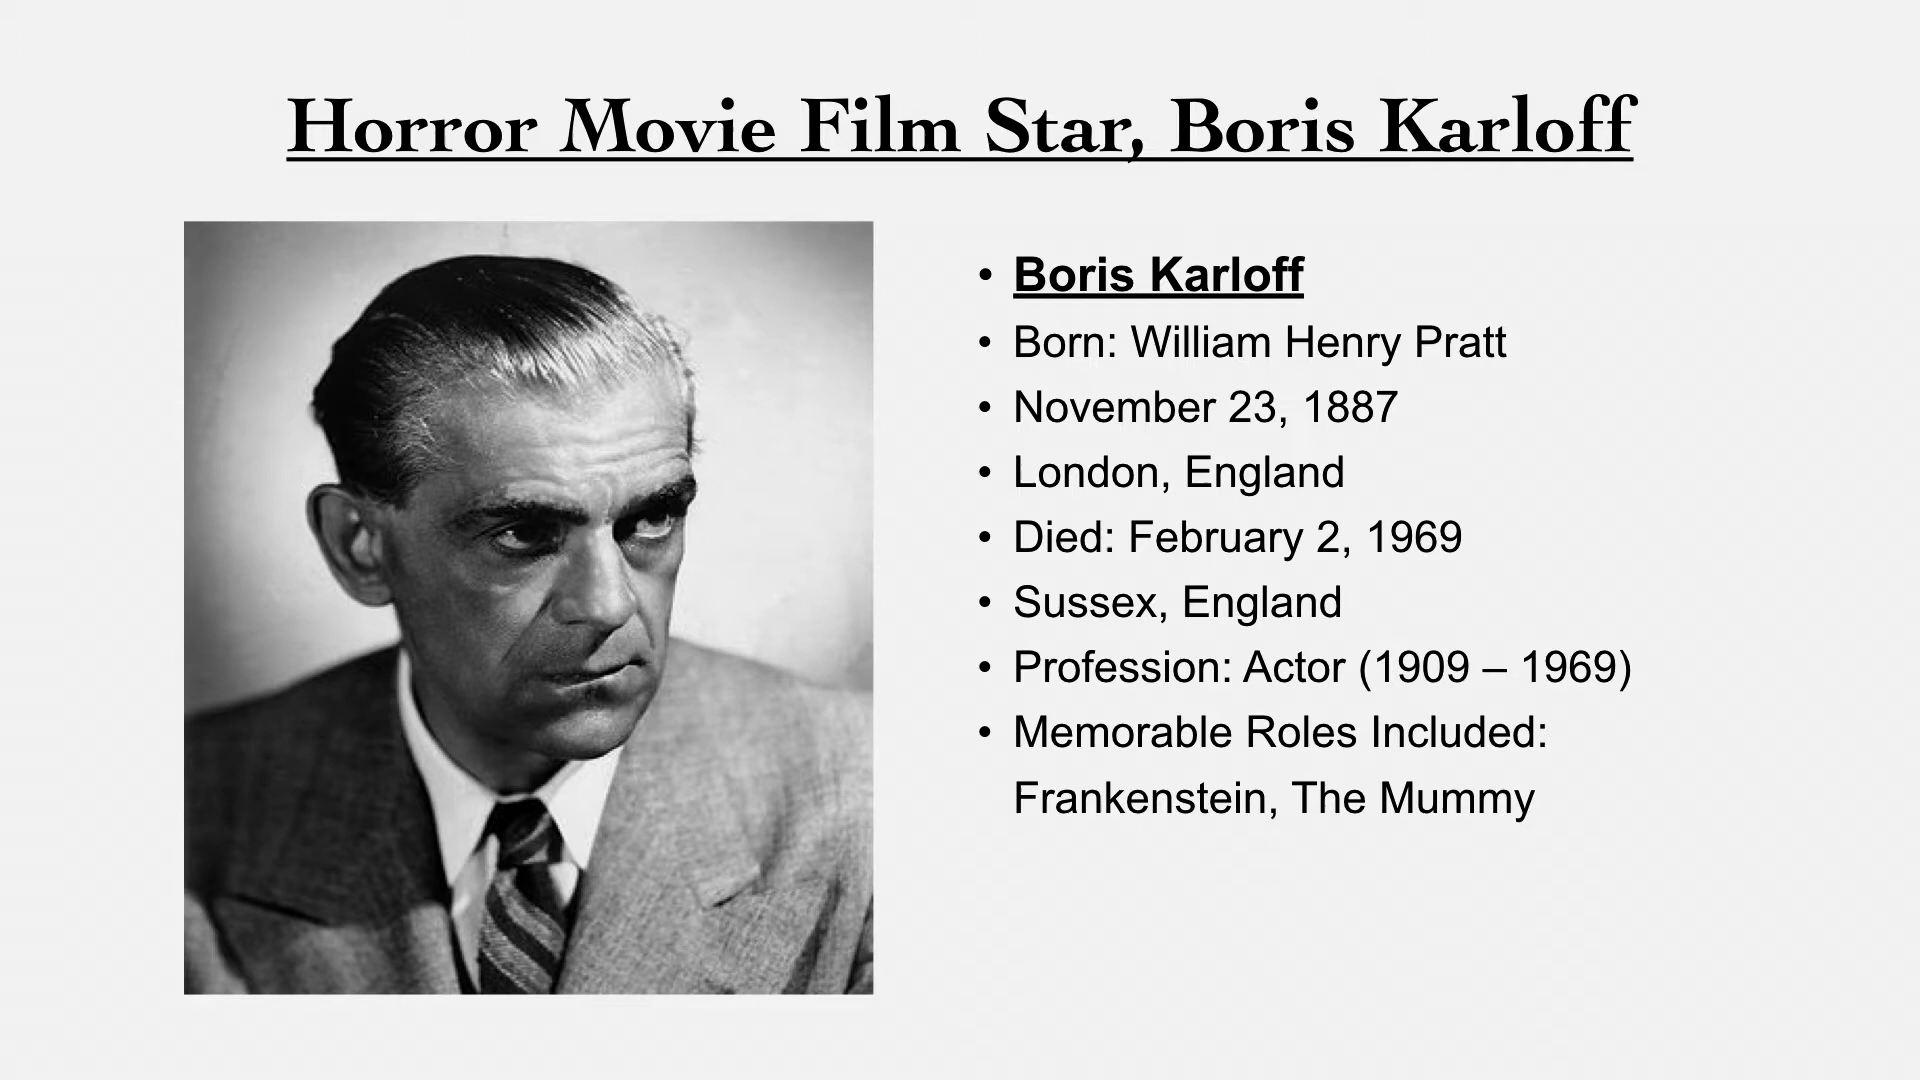 Horror Movie Film Star, Boris Karloff
• Boris Karloff
• Born: William Henry Pratt
• November 23, 1887
• London, England
• Died: February 2, 1969
• Sussex, England
• Profession: Actor (1909 – 1969)
• Memorable Roles Included:
Frankenstein, The Mummy